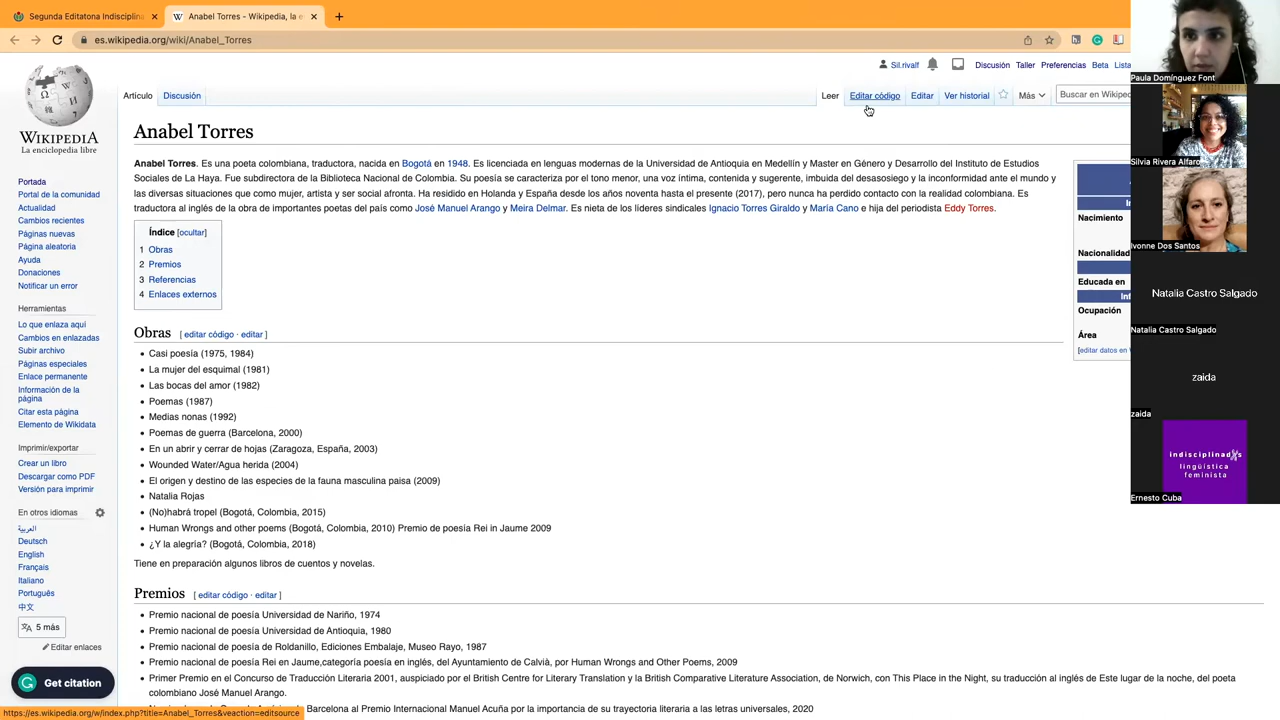 Segunda Editatona Indisciplina
Anabel Torres - Wikipedia, la e
es.wikipedia.org/wiki/Anabel_Torres
Sil.rivalf
Discusión
Taller
Preferencias
Beta
Lista
Artículo
Discusión
Leer
Editar código
Editar
Ver historial
Más
Buscar en Wikiped
WIKIPEDIA
La enciclopedia libre
Anabel Torres
Anabel Torres. Es una poeta colombiana, traductora, nacida en Bogotá en 1948. Es licenciada en lenguas modernas de la Universidad de Antioquia en Medellín y Master en Género y Desarrollo del Instituto de Estudios
Sociales de La Haya. Fue subdirectora de la Biblioteca Nacional de Colombia. Su poesía se caracteriza por el tono menor, una voz íntima, contenida y sugerente, imbuida del desasosiego y la inconformidad ante el mundo y
las diversas situaciones que como mujer, artista y ser social afronta. Ha residido en Holanda y España desde los años noventa hasta el presente (2017), pero nunca ha perdido contacto con la realidad colombiana. Es
traductora al inglés de la obra de importantes poetas del país como José Manuel Arango y Meira Delmar. Es nieta de los líderes sindicales Ignacio Torres Giraldo y María Cano e hija del periodista Eddy Torres.
Portada
Portal de la comunidad
Actualidad
Cambios recientes
Páginas nuevas
Página aleatoria
Ayuda
Donaciones
Notificar un error
Herramientas
Lo que enlaza aquí
Cambios en enlazadas
Subir archivo
Páginas especiales
Enlace permanente
Información de la
página
Citar esta página
Elemento de Wikidata
Imprimir/exportar
Crear un libro
Descargar como PDF
Versión para imprimir
En otros idiomas
العربية
Deutsch
English
Français
Italiano
Português
中文
5 más
Editar enlaces
Get citation
Índice [ocultar]
1 Obras
2 Premios
3 Referencias
4 Enlaces externos
Obras [ editar código · editar ]
• Casi poesía (1975, 1984)
• La mujer del esquimal (1981)
• Las bocas del amor (1982)
• Poemas (1987)
• Medias nonas (1992)
• Poemas de guerra (Barcelona, 2000)
• En un abrir y cerrar de hojas (Zaragoza, España, 2003)
• Wounded Water/Agua herida (2004)
• El origen y destino de las especies de la fauna masculina paisa (2009)
• Natalia Rojas
• (No)habrá tropel (Bogotá, Colombia, 2015)
• Human Wrongs and other poems (Bogotá, Colombia, 2010) Premio de poesía Rei in Jaume 2009
• ¿Y la alegría? (Bogotá, Colombia, 2018)
Tiene en preparación algunos libros de cuentos y novelas.
Premios [ editar código · editar ]
• Premio nacional de poesía Universidad de Nariño, 1974
• Premio nacional de poesía Universidad de Antioquia, 1980
• Premio nacional de poesía de Roldanillo, Ediciones Embalaje, Museo Rayo, 1987
• Premio nacional de poesía Rei en Jaume,categoría poesía en inglés, del Ayuntamiento de Calvià, por Human Wrongs and Other Poems, 2009
• Primer Premio en el Concurso de Traducción Literaria 2001, auspiciado por el British Centre for Literary Translation y la British Comparative Literature Association, de Norwich, con This Place in the Night, su traducción al inglés de Este lugar de la noche, del poeta
colombiano José Manuel Arango.
Barcelona al Premio Internacional Manuel Acuña por la importancia de su trayectoria literaria a las letras universales, 2020
https://es.wikipedia.org/w/index.php?title=Anabel_Torres&veaction=editsource
Nacimiento
Nacionalidad
Educada en
Inf
Ocupación
Área
[editar datos en
Paula Domínguez Font
Silvia Rivera Alfaro
Ivonne Dos Santos
Natalia Castro Salgado
Natalia Castro Salgado
zaida
zaida
indisciplinadxs
lingüística
feminista
Ernesto Cuba